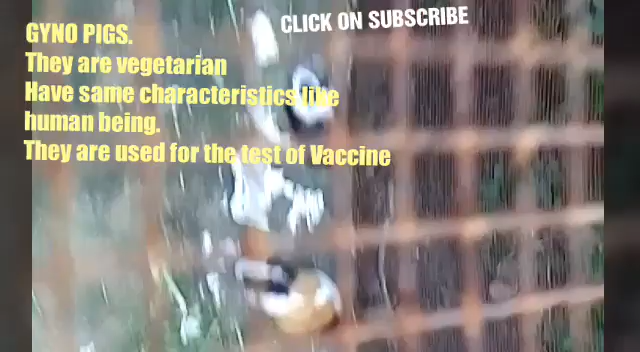 CLICK ON SUBSCRIBE
GYNO PIGS.
They are vegetarian
Have same characteristics like
human being.
They are used for the test of Vaccine